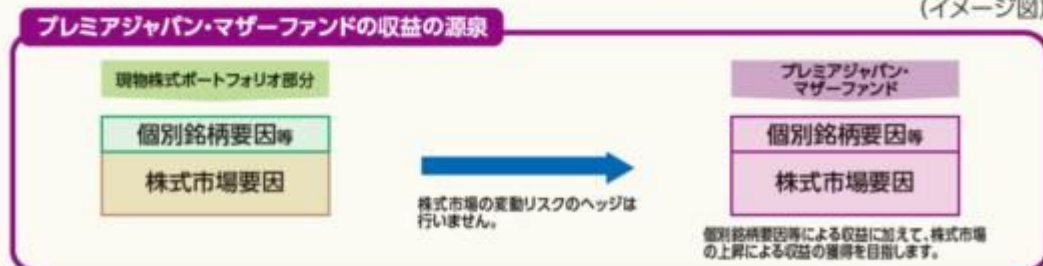 (イメージ図)
プレミアジャパン・マザーファンドの収益の源泉
現物株式ポートフォリオ部分
個別銘柄要因等
株式市場要因
株式市場の変動リスクのヘッジは
行いません。
プレミアジャパン・
マザーファンド
個別銘柄要因等
株式市場要因
個別銘柄要因等による収益に加えて、株式市場
の上昇による収益の獲得を目指します。